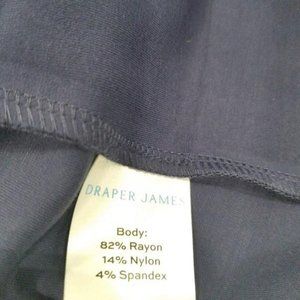 DRAPER JAMES
Body:
82% Rayon
14% Nylon
4% Spandex